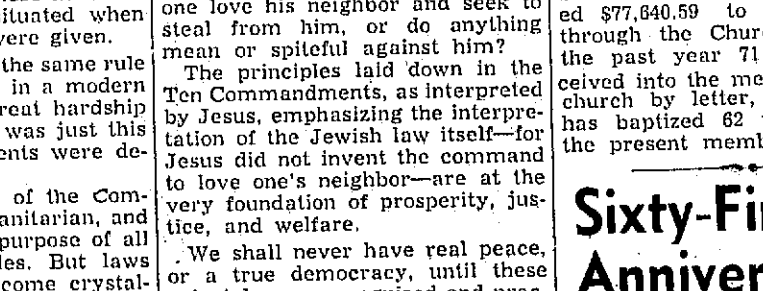 situated when
were given.
the same rule
in a modern
great hardship
was just this
ents were de-
of the Com-
anitarian, and
purpose of all
les. But laws
come crystal-
one love his neighbor and seek to
steal from him, or do anything
mean or spiteful against him?
The principles laid down in the
Ten Commandments, as interpreted
by Jesus, emphasizing the interpre-
tation of the Jewish law itself—for
Jesus did not invent the command
to love one's neighbor—are at the
very foundation of prosperity, jus-
tice, and welfare.
We shall never have real peace,
or a true democracy, until these
ed $77,640.59 to
through the Chur
the past year 71
ceived into the me
church by letter,
has baptized 62
the present memb
Sixty-Fi
Anniver